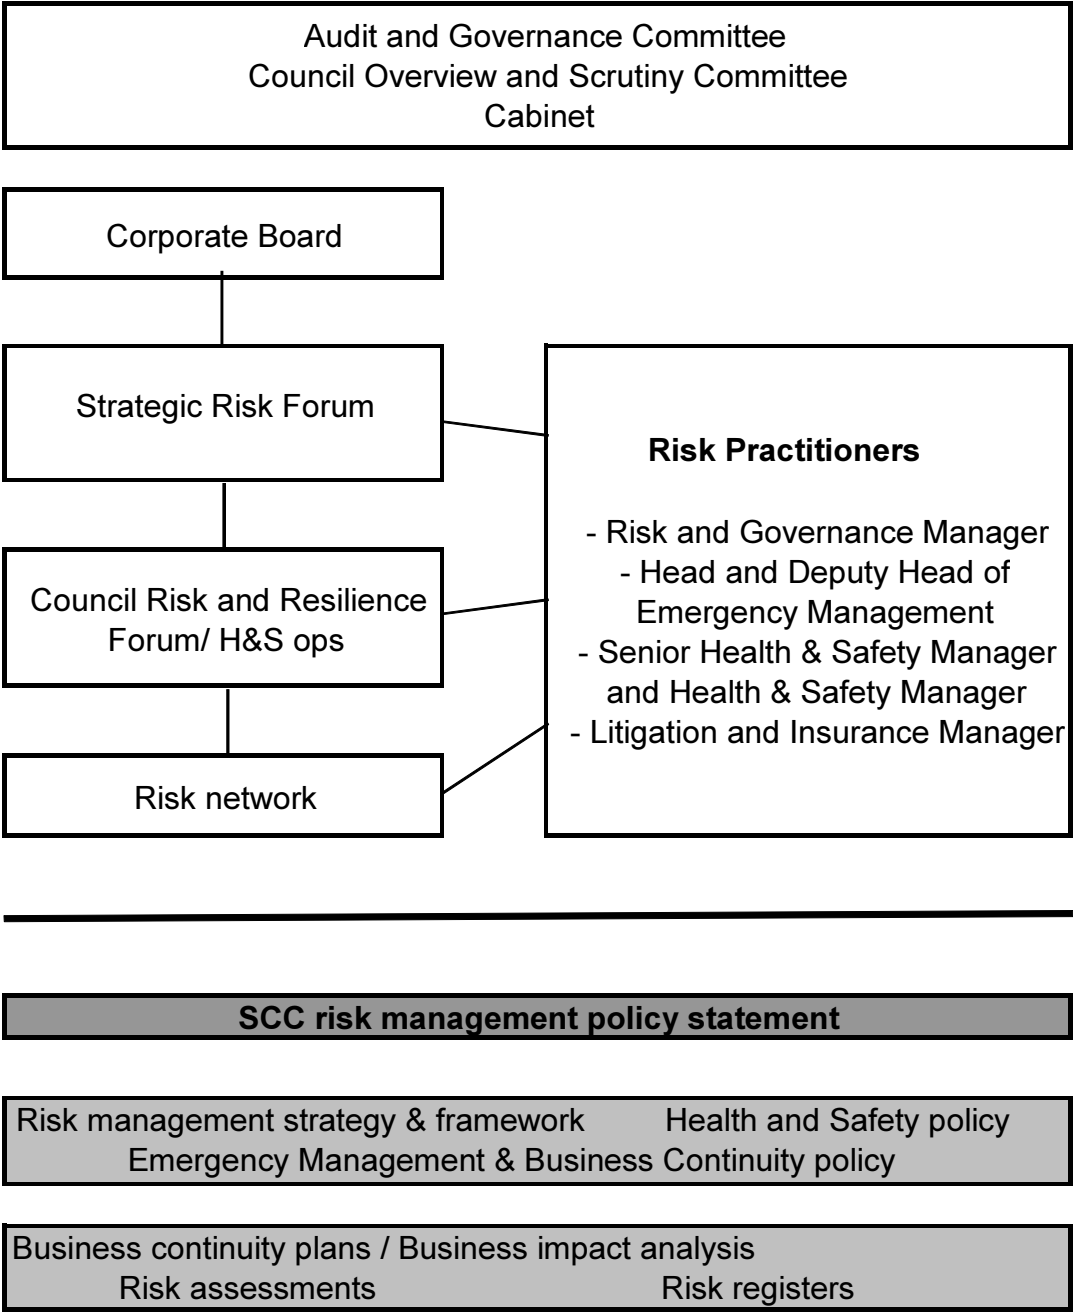 Audit and Governance Committee
Council Overview and Scrutiny Committee
Cabinet
Corporate Board
Strategic Risk Forum
Council Risk and Resilience
Forum/ H&S ops
Risk network
Risk Practitioners
- Risk and Governance Manager
- Head and Deputy Head of
Emergency Management
- Senior Health & Safety Manager
and Health & Safety Manager
- Litigation and Insurance Manager
SCC risk management policy statement
Risk management strategy & framework Health and Safety policy
Emergency Management & Business Continuity policy
Business continuity plans / Business impact analysis
Risk assessments Risk registers